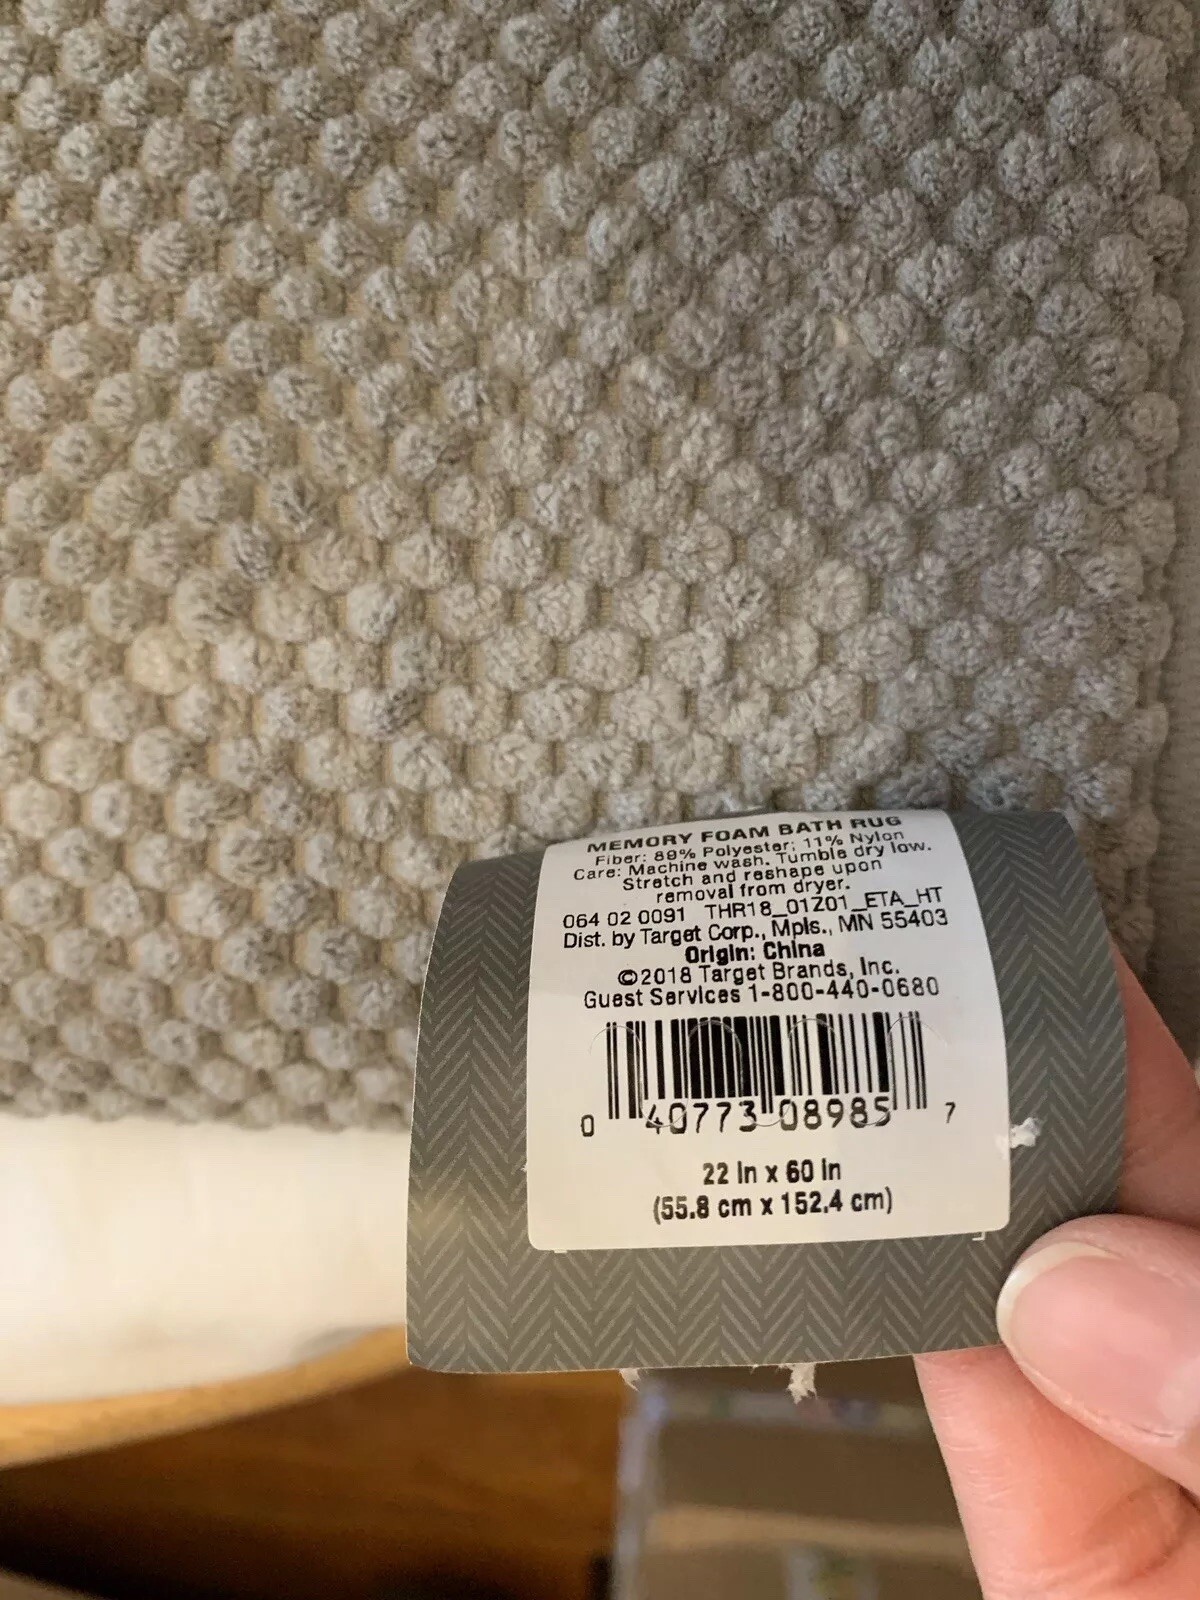 MEMORY FOAM BATH RUG
Fiber: 89% Polyester; 11% Nylon
Care: Machine wash. Tumble dry low.
Stretch and reshape upon
removal from dryer.
064 02 0091 THR18_01Z01_ETA_HT
Dist. by Target Corp., Mpls., MN 55403
Origin: China
©2018 Target Brands, Inc.
Guest Services 1-800-440-0680
0 40773 08985 7
22 in x 60 in
(55.8 cm x 152.4 cm)